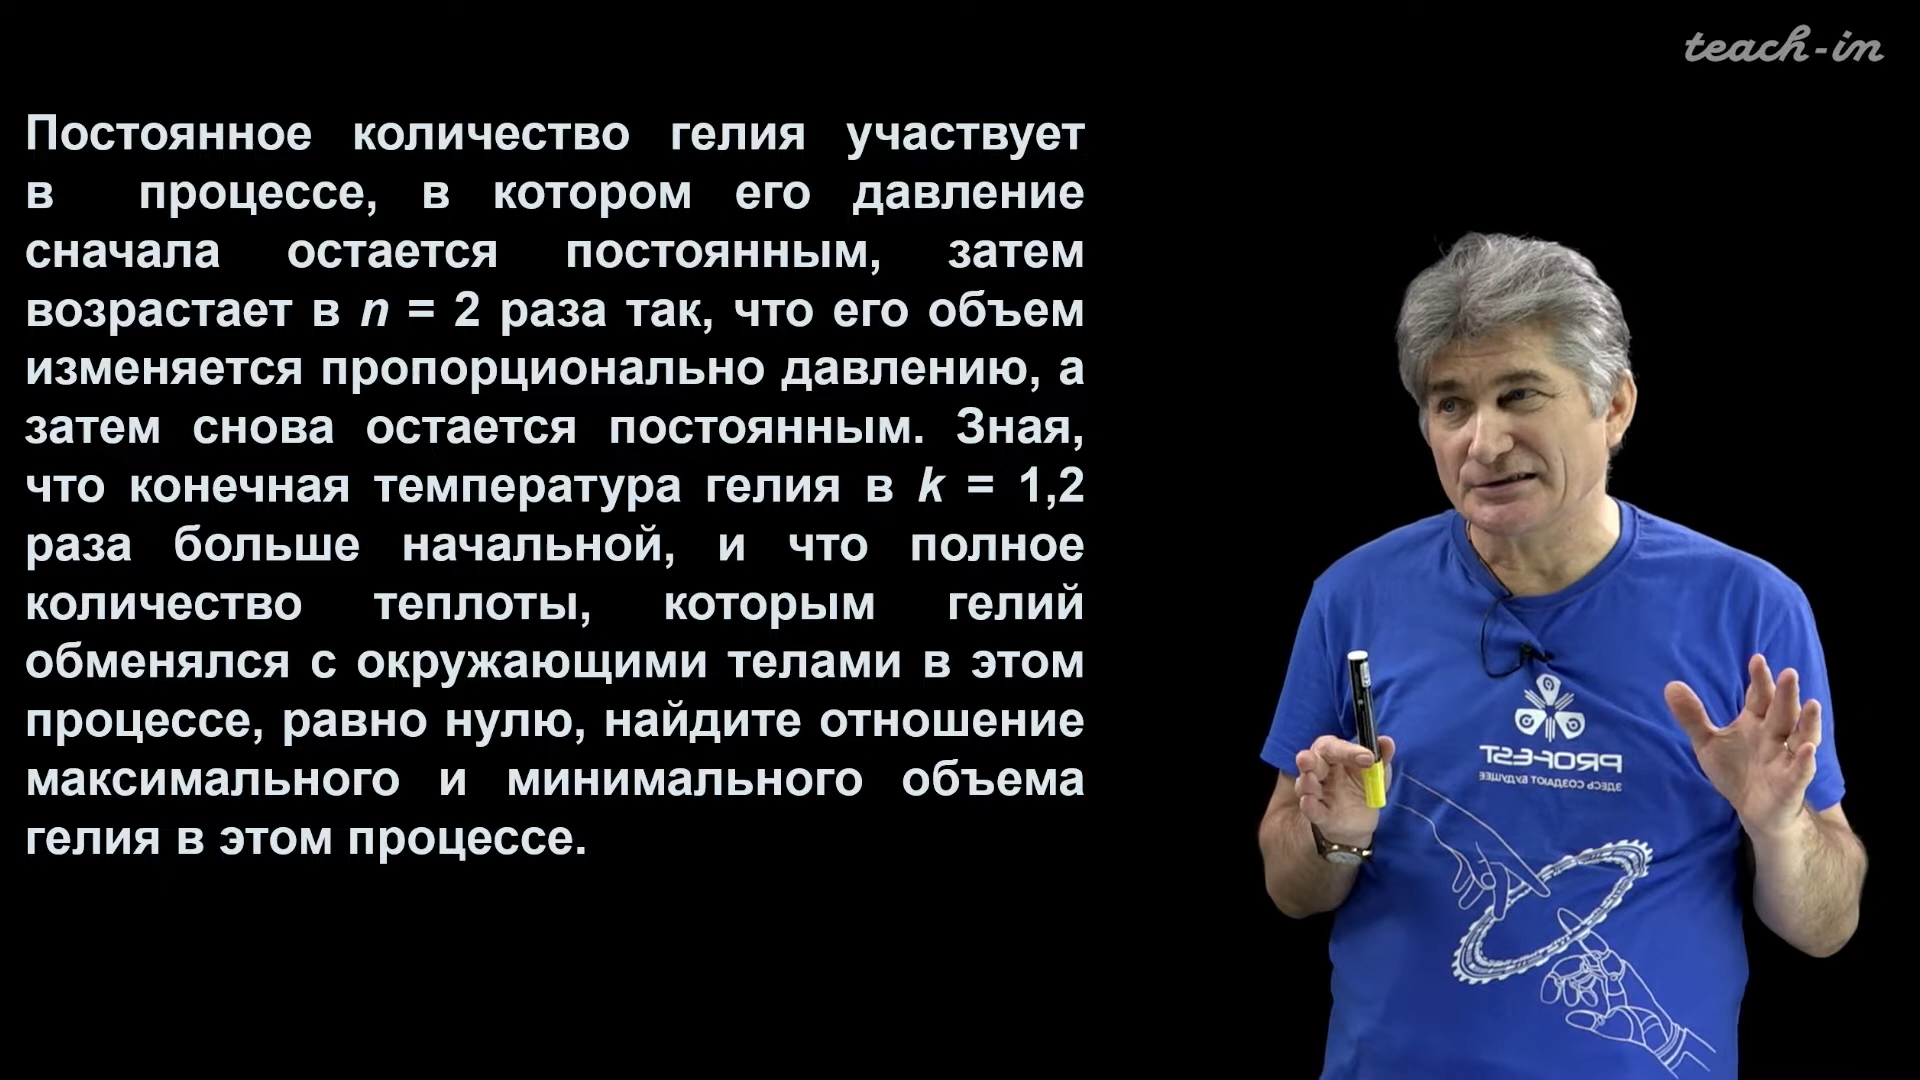 teach-in
Постоянное количество гелия участвует
в процессе, в котором его давление
сначала остается постоянным, затем
возрастает в n = 2 раза так, что его объем
изменяется пропорционально давлению, а
затем снова остается постоянным. Зная,
что конечная температура гелия в k = 1,2
раза больше начальной, и что полное
количество теплоты, которым гелий
обменялся с окружающими телами в этом
процессе, равно нулю, найдите отношение
максимального и минимального объема
гелия в этом процессе.
PROFEST
ЗДЕСЬ СОЗДАЮТ БУДУЩЕЕ